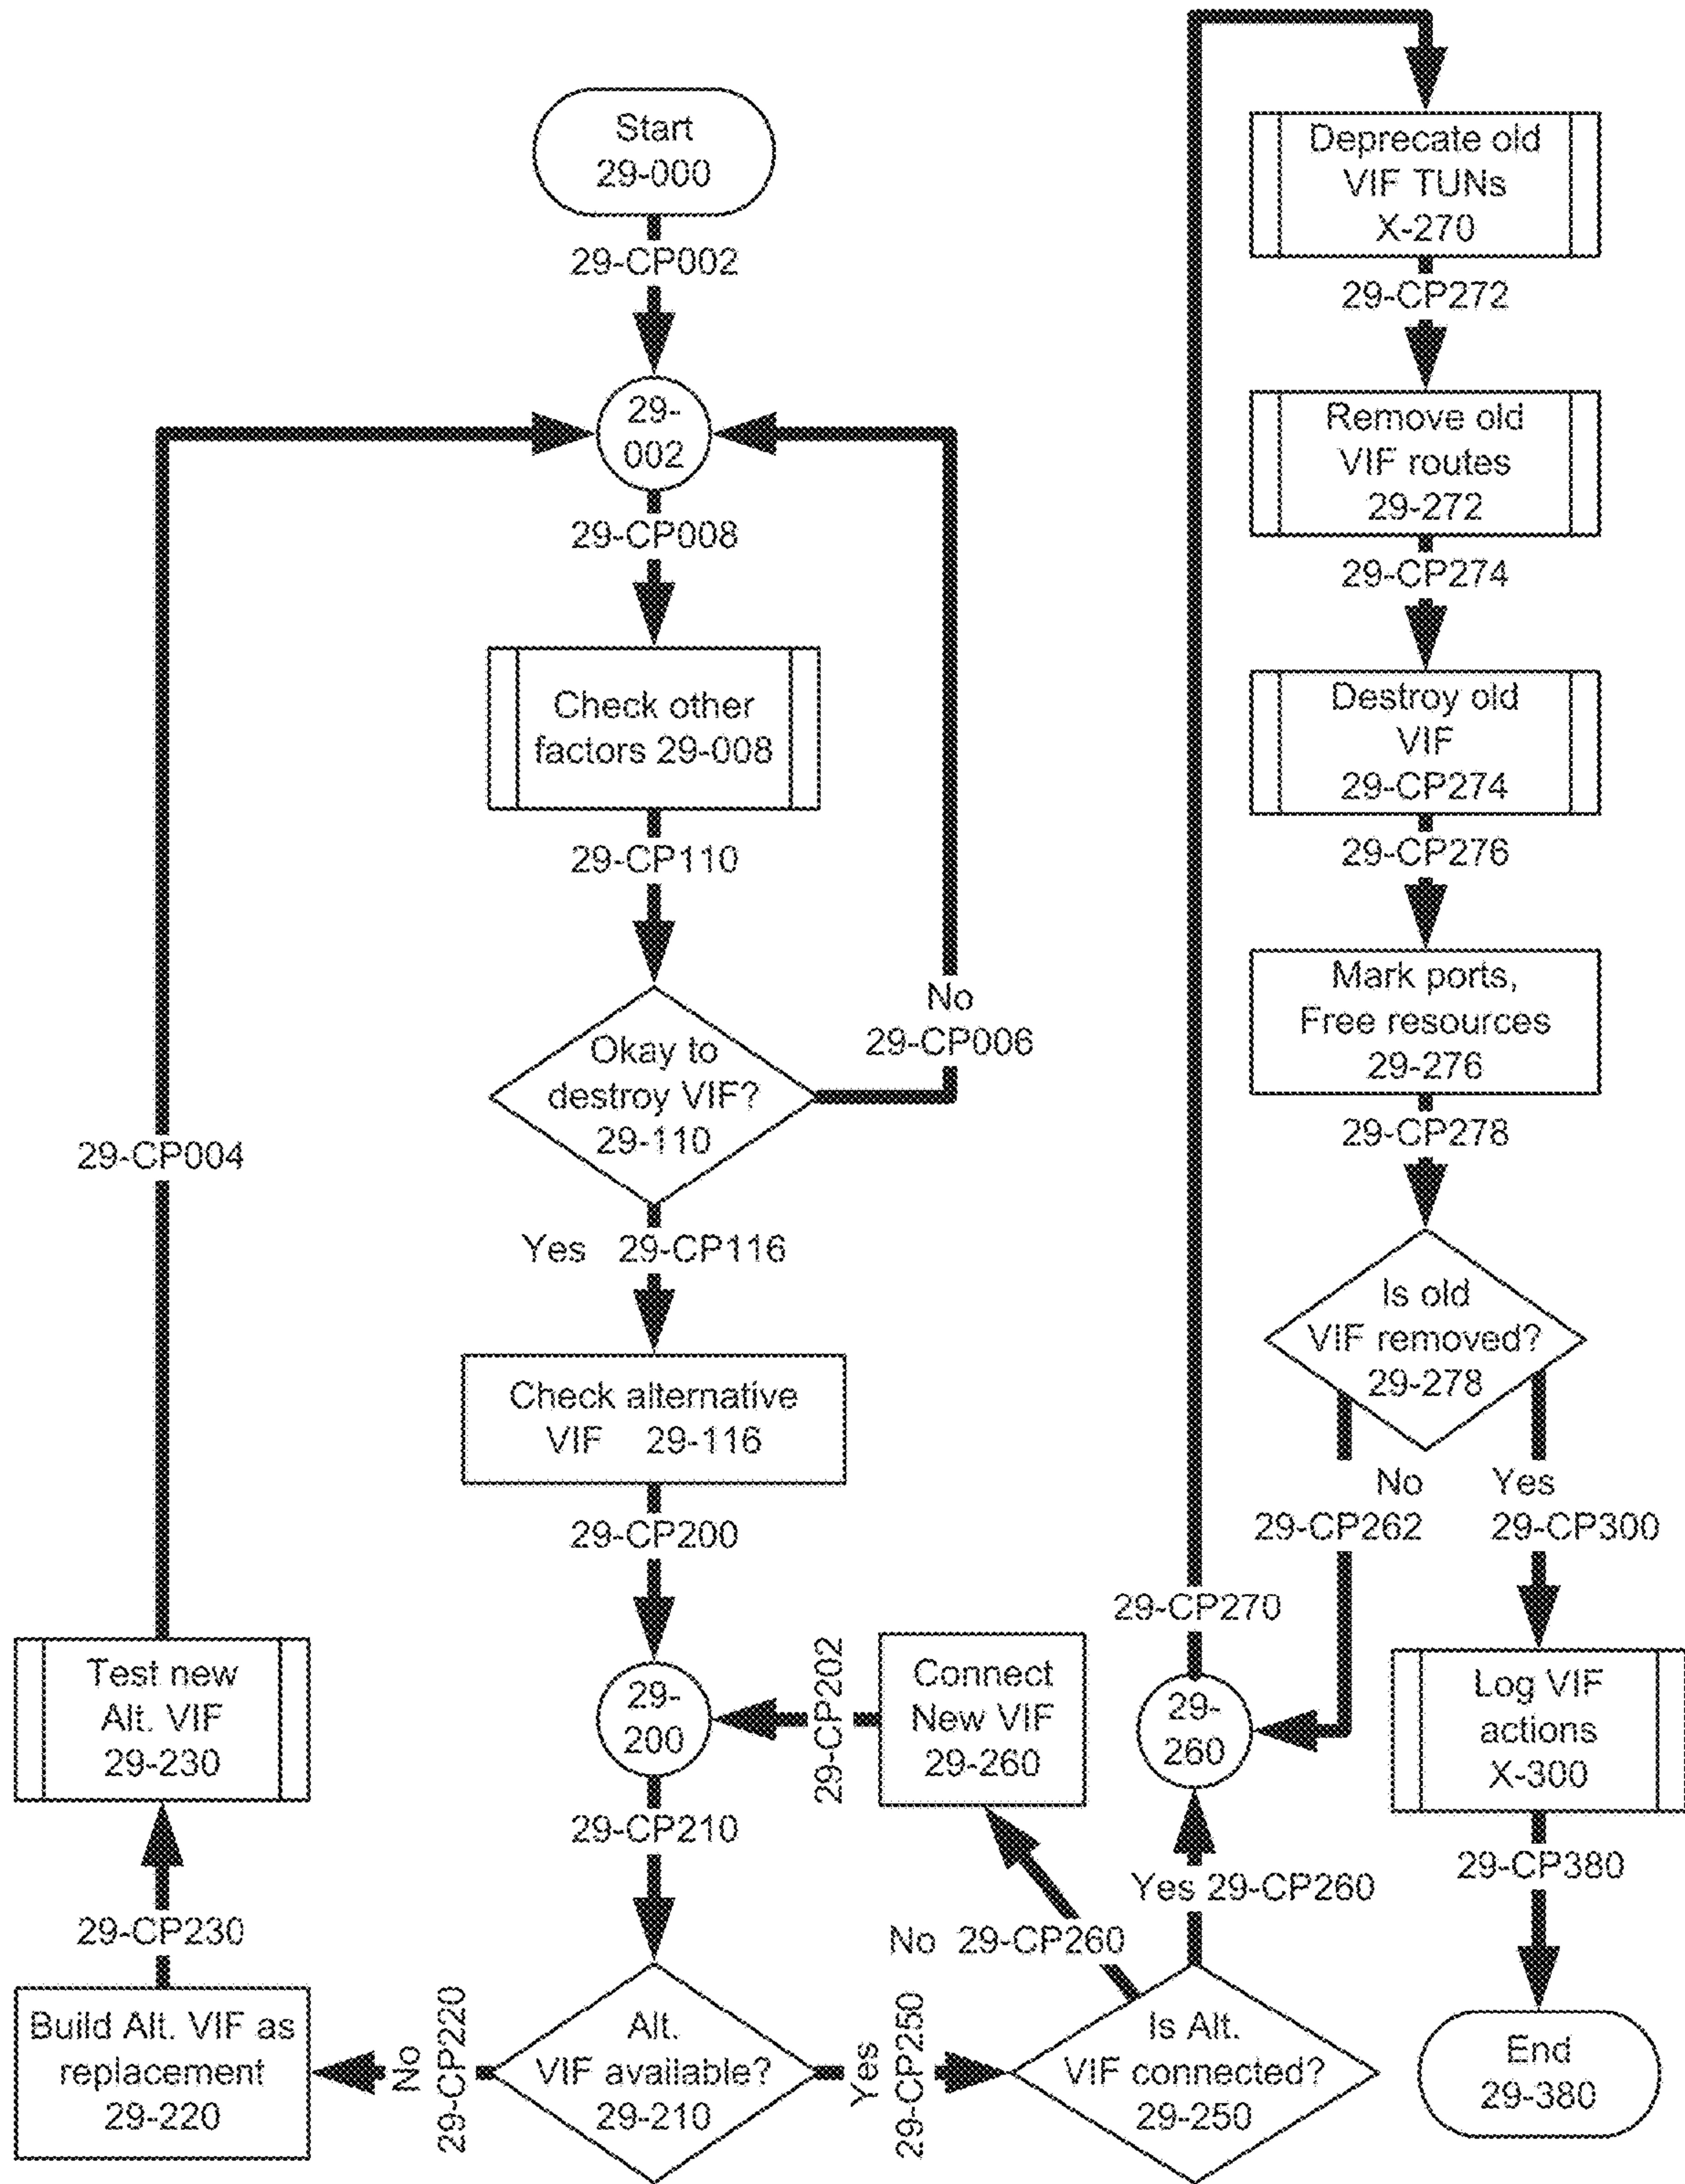 Start
29-000
29-CP002
29-
002
29-CP008
Check other
factors 29-008
29-CP110
Okay to
destroy VIF?
29-110
No
29-CP006
Yes 29-CP116
Check alternative
VIF 29-116
29-CP200
29-
200
29-CP210
Alt.
VIF available?
29-210
No
29-CP220
Build Alt. VIF as
replacement
29-220
29-CP230
Test new
Alt. VIF
29-230
29-CP004
Yes
29-CP250
Is Alt.
VIF connected?
29-250
No 29-CP260
Connect
New VIF
29-260
29-CP202
Yes 29-CP260
29-
260
29-CP270
Deprecate old
VIF TUNs
X-270
29-CP272
Remove old
VIF routes
29-272
29-CP274
Destroy old
VIF
29-CP274
29-CP276
Mark ports,
Free resources
29-276
29-CP278
Is old
VIF removed?
29-278
No
29-CP262
Yes
29-CP300
Log VIF
actions
X-300
29-CP380
End
29-380